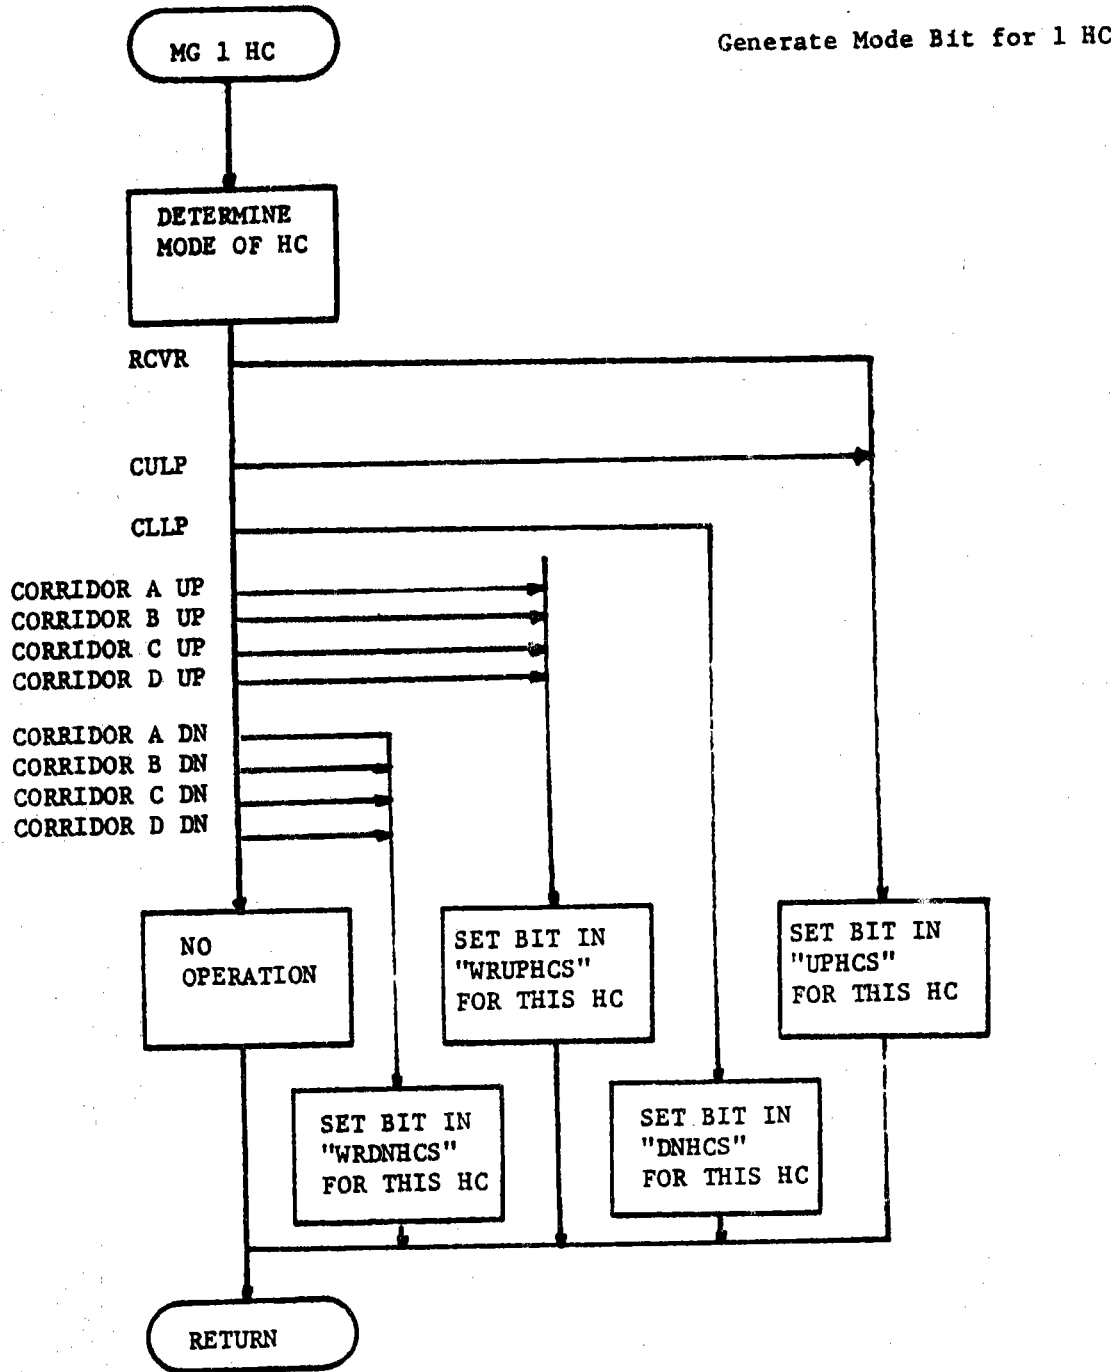 Generate Mode Bit for 1 HC
MG 1 HC
DETERMINE
MODE OF HC
RCVR
CULP
CLLP
CORRIDOR A UP
CORRIDOR B UP
CORRIDOR C UP
CORRIDOR D UP
CORRIDOR A DN
CORRIDOR B DN
CORRIDOR C DN
CORRIDOR D DN
NO
OPERATION
SET BIT IN
"WRUPHCS"
FOR THIS HC
SET BIT IN
"UPHCS"
FOR THIS HC
SET BIT IN
"WRDNHCS"
FOR THIS HC
SET BIT IN
"DNHCS"
FOR THIS HC
RETURN